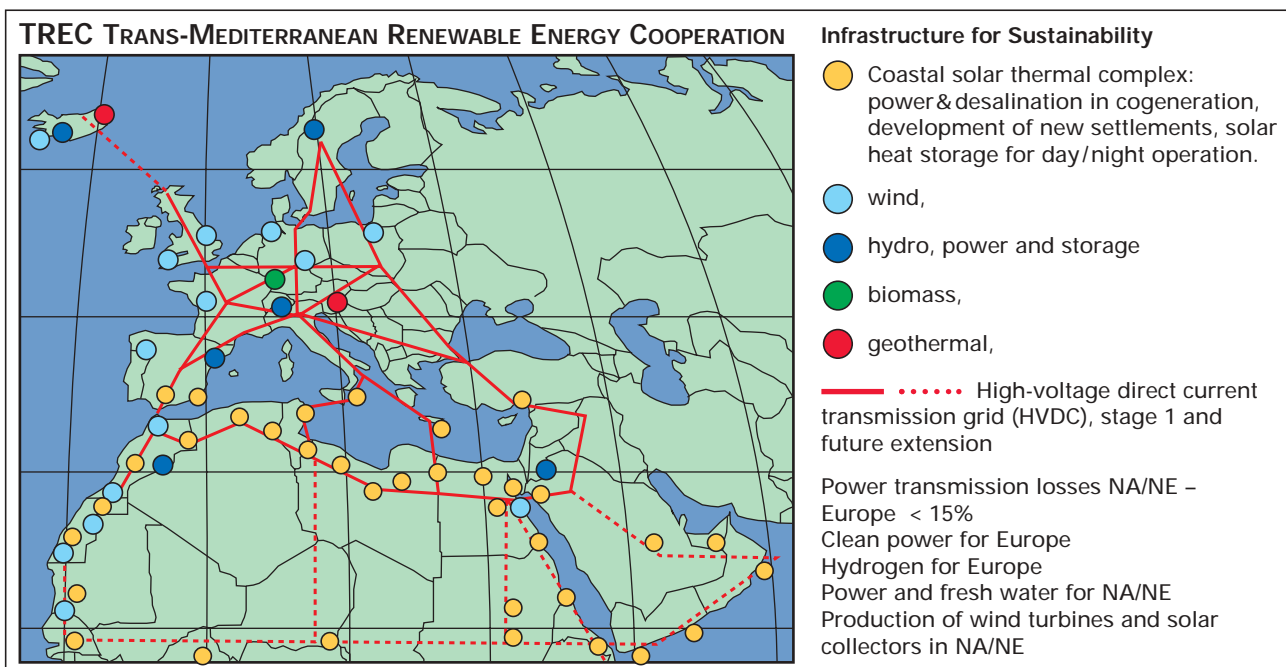 TREC TRANS-MEDITERRANEAN RENEWABLE ENERGY COOPERATION
Infrastructure for Sustainability
Coastal solar thermal complex:
power & desalination in cogeneration,
development of new settlements, solar
heat storage for day/night operation.
wind,
hydro, power and storage
biomass,
geothermal,
High-voltage direct current
transmission grid (HVDC), stage 1 and
future extension
Power transmission losses NA/NE –
Europe < 15%
Clean power for Europe
Hydrogen for Europe
Power and fresh water for NA/NE
Production of wind turbines and solar
collectors in NA/NE